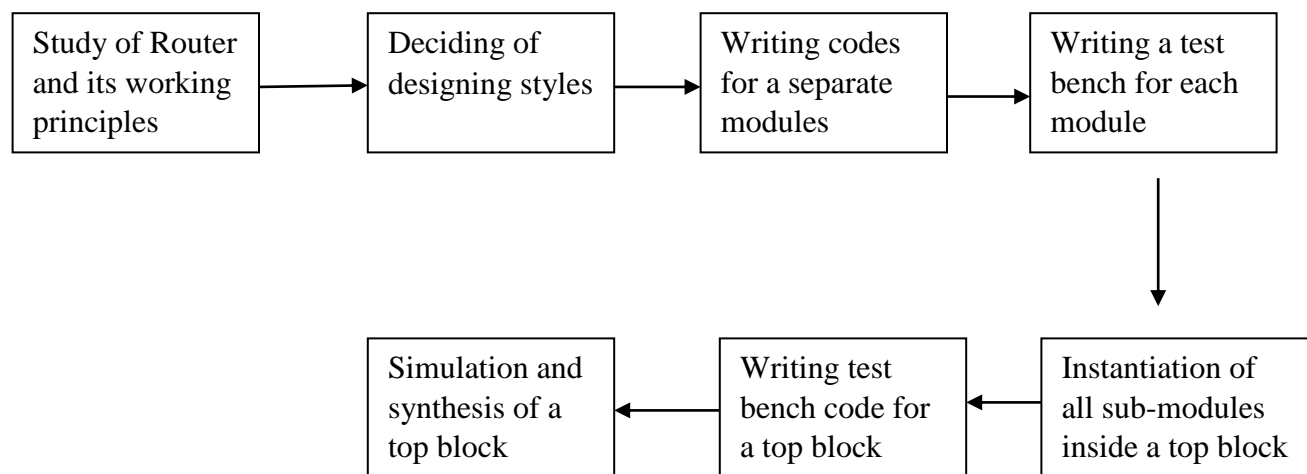 Study of Router
and its working
principles
Deciding of
designing styles
Writing codes
for a separate
modules
Writing a test
bench for each
module
Instantiation of
all sub-modules
inside a top block
Writing test
bench code for
a top block
Simulation and
synthesis of a
top block